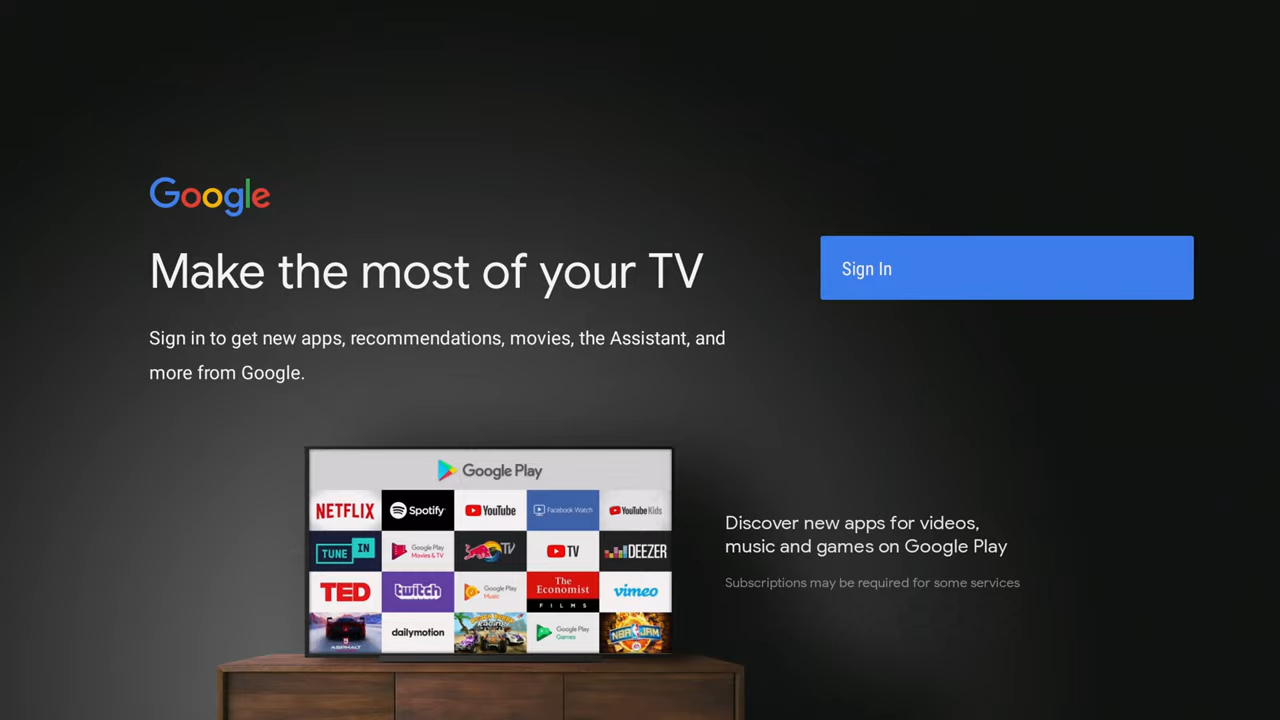 Google
Make the most of your TV
Sign in to get new apps, recommendations, movies, the Assistant, and
more from Google.
Sign In
Google Play
NETFLIX
Spotify
YouTube
Facebook Watch
YouTube Kids
TUNE IN
Google Play
Movies & TV
TV
TV
DEEZER
TED
twitch
Google Play
Music
The
Economist
FILMS
vimeo
ASPHALT
dailymotion
Google Play
Games
NBA JAM
Discover new apps for videos,
music and games on Google Play
Subscriptions may be required for some services